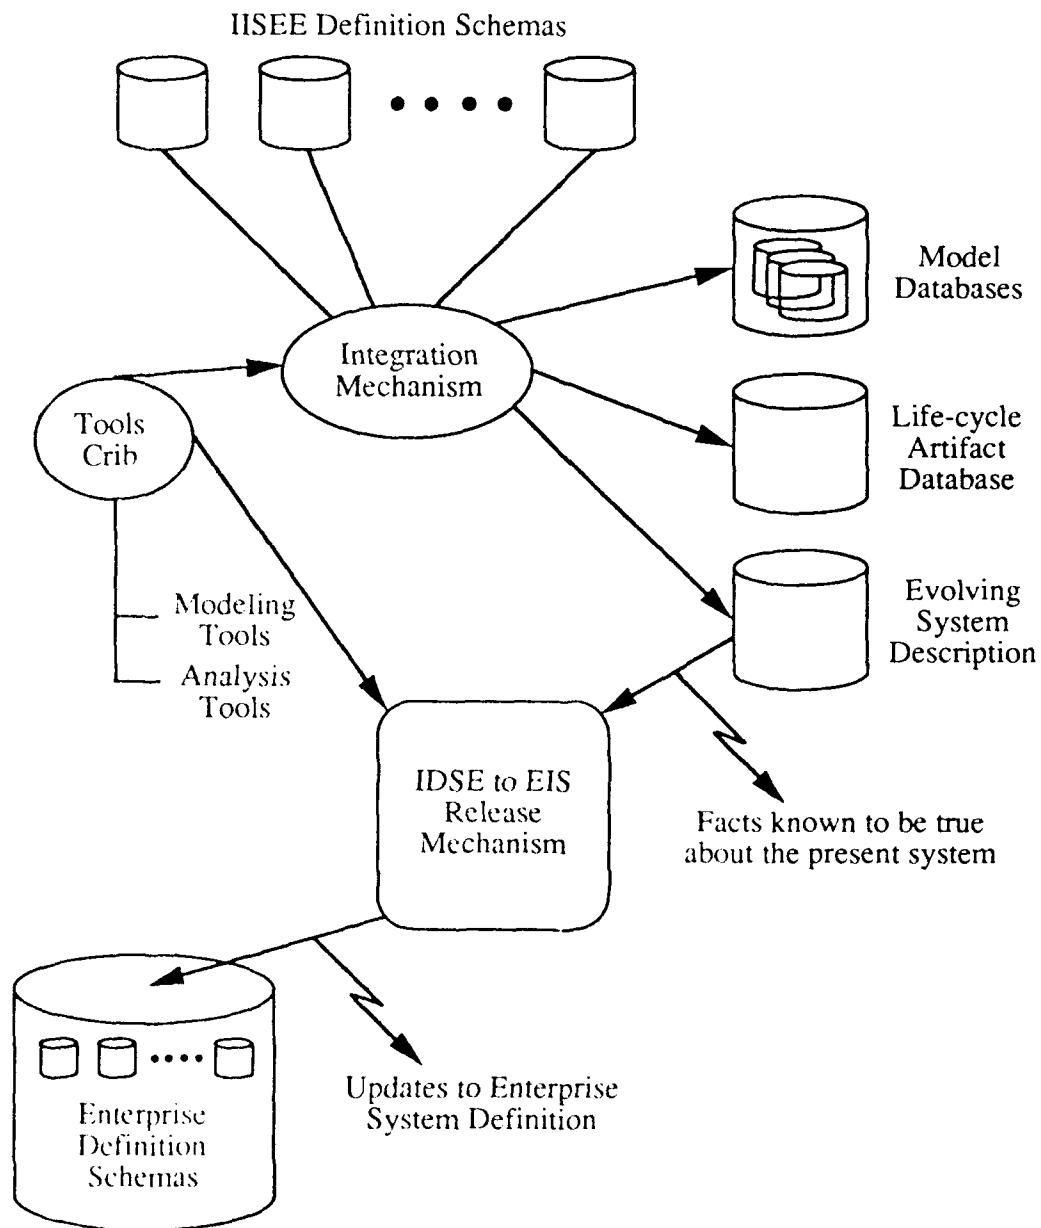 IISEE Definition Schemas
Model
Databases
Integration
Mechanism
Tools
Crib
Life-cycle
Artifact
Database
Modeling
Tools
Analysis
Tools
Evolving
System
Description
IDSE to EIS
Release
Mechanism
Facts known to be true
about the present system
Updates to Enterprise
System Definition
Enterprise
Definition
Schemas